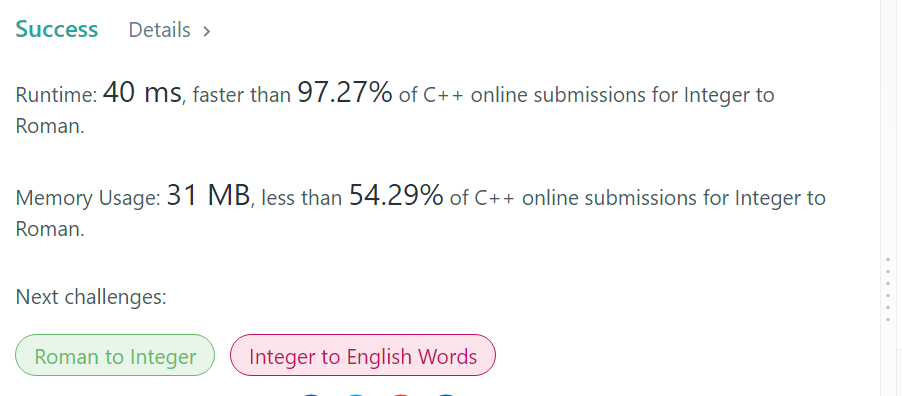 Success Details >
Runtime: 40 ms, faster than 97.27% of C++ online submissions for Integer to
Roman.
Memory Usage: 31 MB, less than 54.29% of C++ online submissions for Integer to
Roman.
Next challenges:
Roman to Integer Integer to English Words